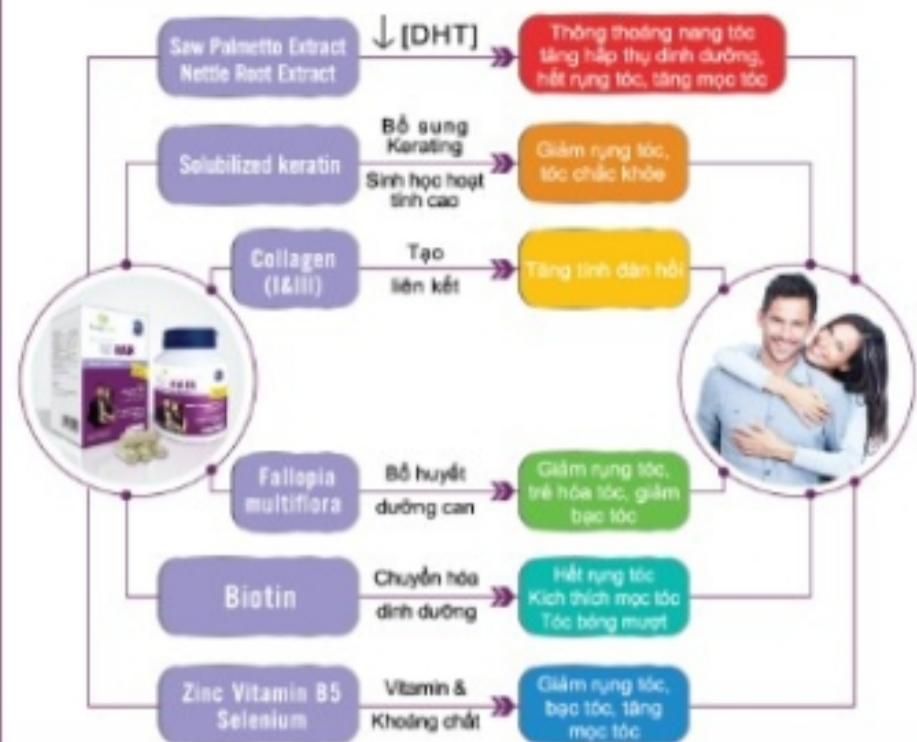 Saw Palmetto Extract
Nettle Root Extract
↓[DHT]
Thông thoáng nang tóc
tăng hấp thụ dinh dưỡng,
hết rụng tóc, tăng mọc tóc
Solubilized keratin
Bổ sung
Kerating
Sinh học hoạt
tính cao
Giảm rụng tóc,
tóc chắc khỏe
Collagen
(I&III)
Tạo
liên kết
Tăng tính đàn hồi
HAIR
Fallopia
multiflora
Bổ huyết
dưỡng can
Giảm rụng tóc,
trẻ hóa tóc, giảm
bạc tóc
Biotin
Chuyển hóa
dinh dưỡng
Hết rụng tóc
Kích thích mọc tóc
Tóc bóng mượt
Zinc Vitamin B5
Selenium
Vitamin &
Khoáng chất
Giảm rụng tóc,
bạc tóc, tăng
mọc tóc